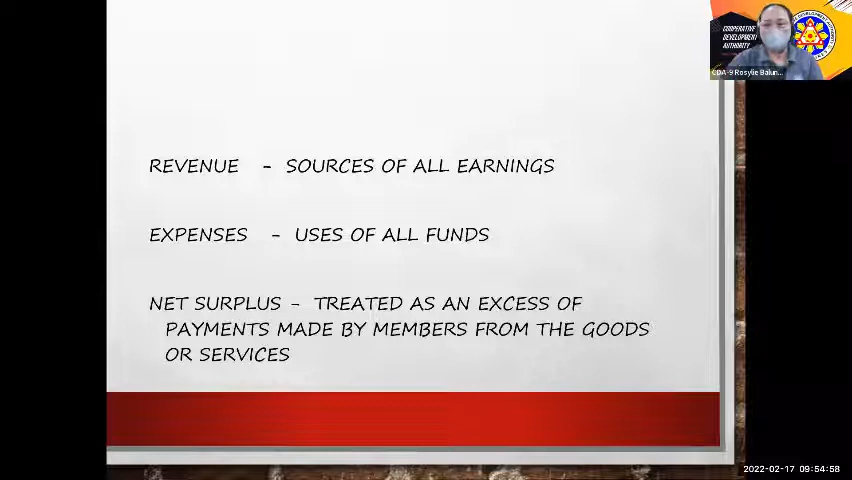 COOPERATIVE
DEVELOPMENT
AUTHORITY
CDA-9 Rosylie Balun...
REVENUE - SOURCES OF ALL EARNINGS
EXPENSES - USES OF ALL FUNDS
NET SURPLUS - TREATED AS AN EXCESS OF
PAYMENTS MADE BY MEMBERS FROM THE GOODS
OR SERVICES
2022-02-17 09:54:58